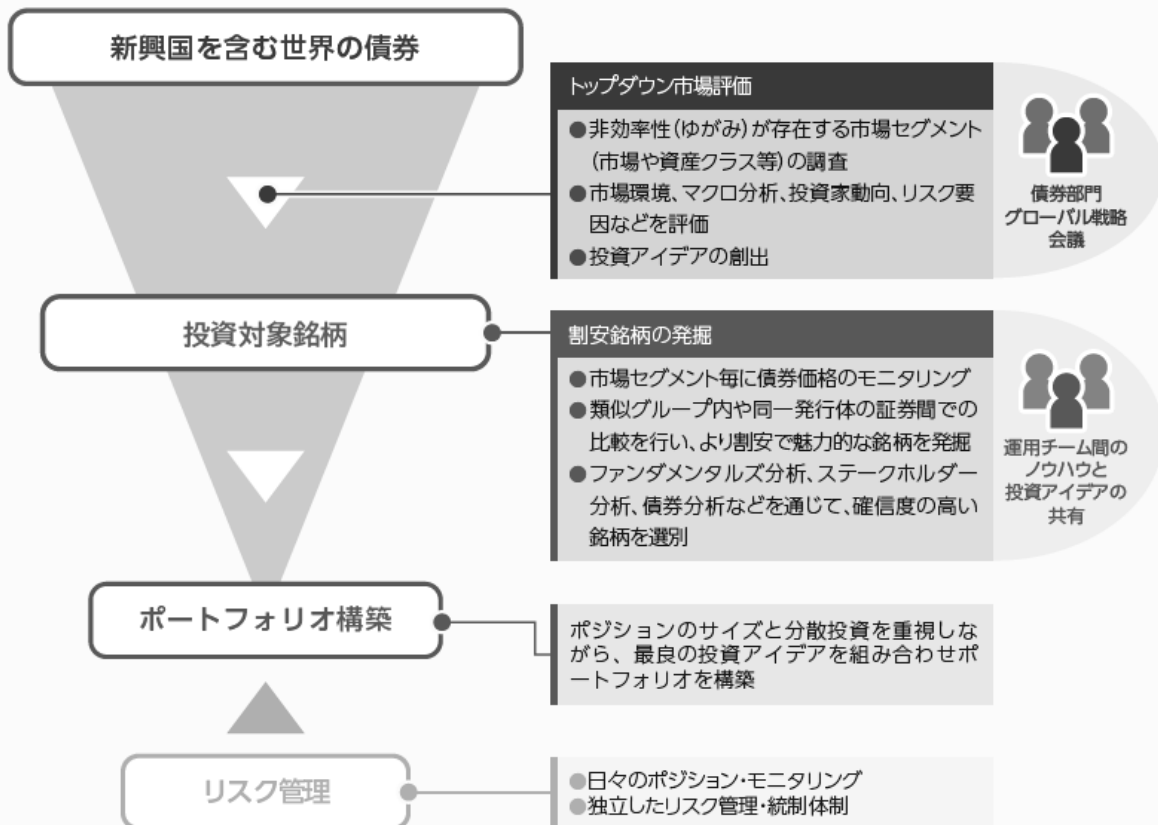 新興国を含む世界の債券
トップダウン市場評価
●非効率性(ゆがみ)が存在する市場セグメント
(市場や資産クラス等)の調査
●市場環境、マクロ分析、投資家動向、リスク要
因などを評価
●投資アイデアの創出
債券部門
グローバル戦略
会議
投資対象銘柄
割安銘柄の発掘
●市場セグメント毎に債券価格のモニタリング
●類似グループ内や同一発行体の証券間での
比較を行い、より割安で魅力的な銘柄を発掘
●ファンダメンタルズ分析、ステークホルダー
分析、債券分析などを通じて、確信度の高い
銘柄を選別
運用チーム間の
ノウハウと
投資アイデアの
共有
ポートフォリオ構築
ポジションのサイズと分散投資を重視しな
がら、最良の投資アイデアを組み合わせポ
ートフォリオを構築
リスク管理
●日々のポジション・モニタリング
●独立したリスク管理・統制体制